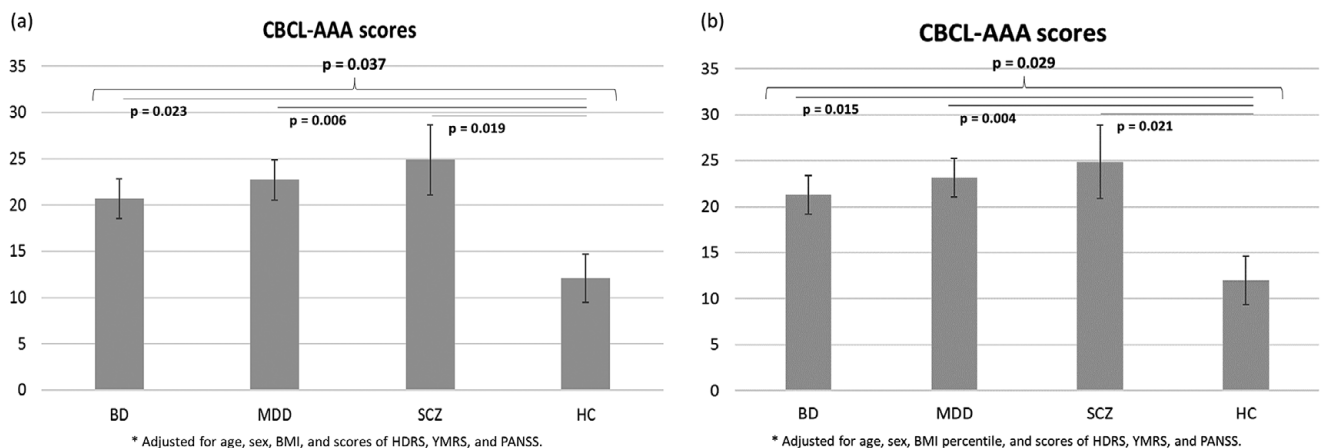 (a)
CBCL-AAA scores
p = 0.037
35
30
25
20
15
10
5
0
p = 0.023
p = 0.006
p = 0.019
BD MDD SCZ HC
* Adjusted for age, sex, BMI, and scores of HDRS, YMRS, and PANSS.
(b)
CBCL-AAA scores
p = 0.029
35
30
25
20
15
10
5
0
p = 0.015
p = 0.004
p = 0.021
BD MDD SCZ HC
* Adjusted for age, sex, BMI percentile, and scores of HDRS, YMRS, and PANSS.